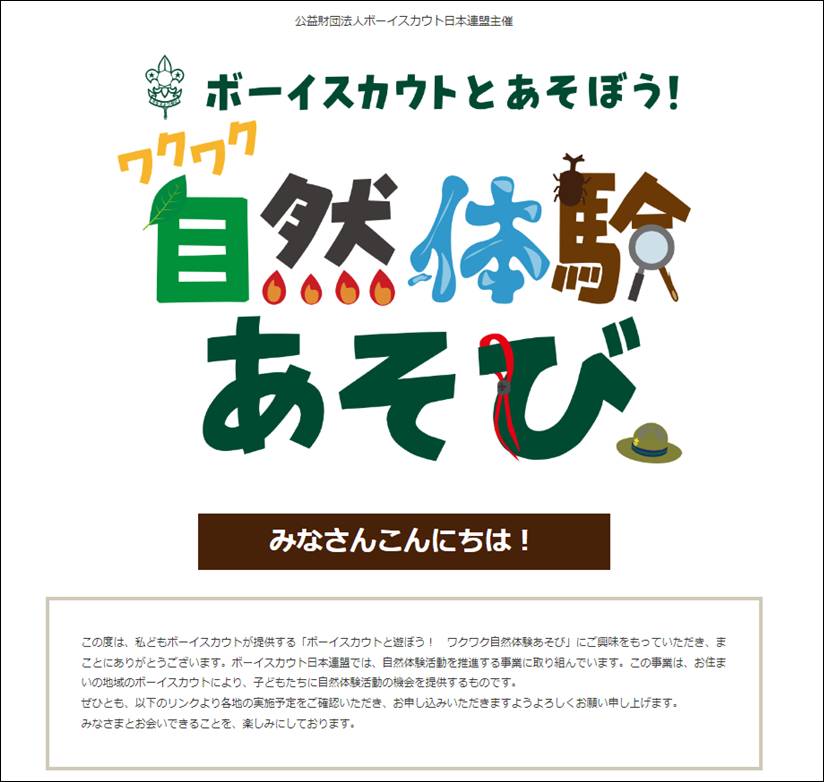 公益財団法人ボーイスカウト日本連盟主催
ボーイスカウトとあそぼう!
ワクワク
自然体験
あそび
みなさんこんにちは！
この度は、私どもボーイスカウトが提供する「ボーイスカウトと遊ぼう！　ワクワク自然体験あそび」にご興味をもっていただき、ま
ことにありがとうございます。ボーイスカウト日本連盟では、自然体験活動を推進する事業に取り組んでいます。この事業は、お住ま
いの地域のボーイスカウトにより、子どもたちに自然体験活動の機会を提供するものです。
ぜひとも、以下のリンクより各地の実施予定をご確認いただき、お申し込みいただきますようよろしくお願い申し上げます。
みなさまとお会いできることを、楽しみにしております。